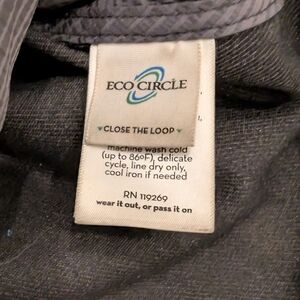 ECO CIRCLE
CLOSE THE LOOP
machine wash cold
(up to 86ºF), delicate
cycle, line dry only,
cool iron if needed
RN 119269
wear it out, or pass it on